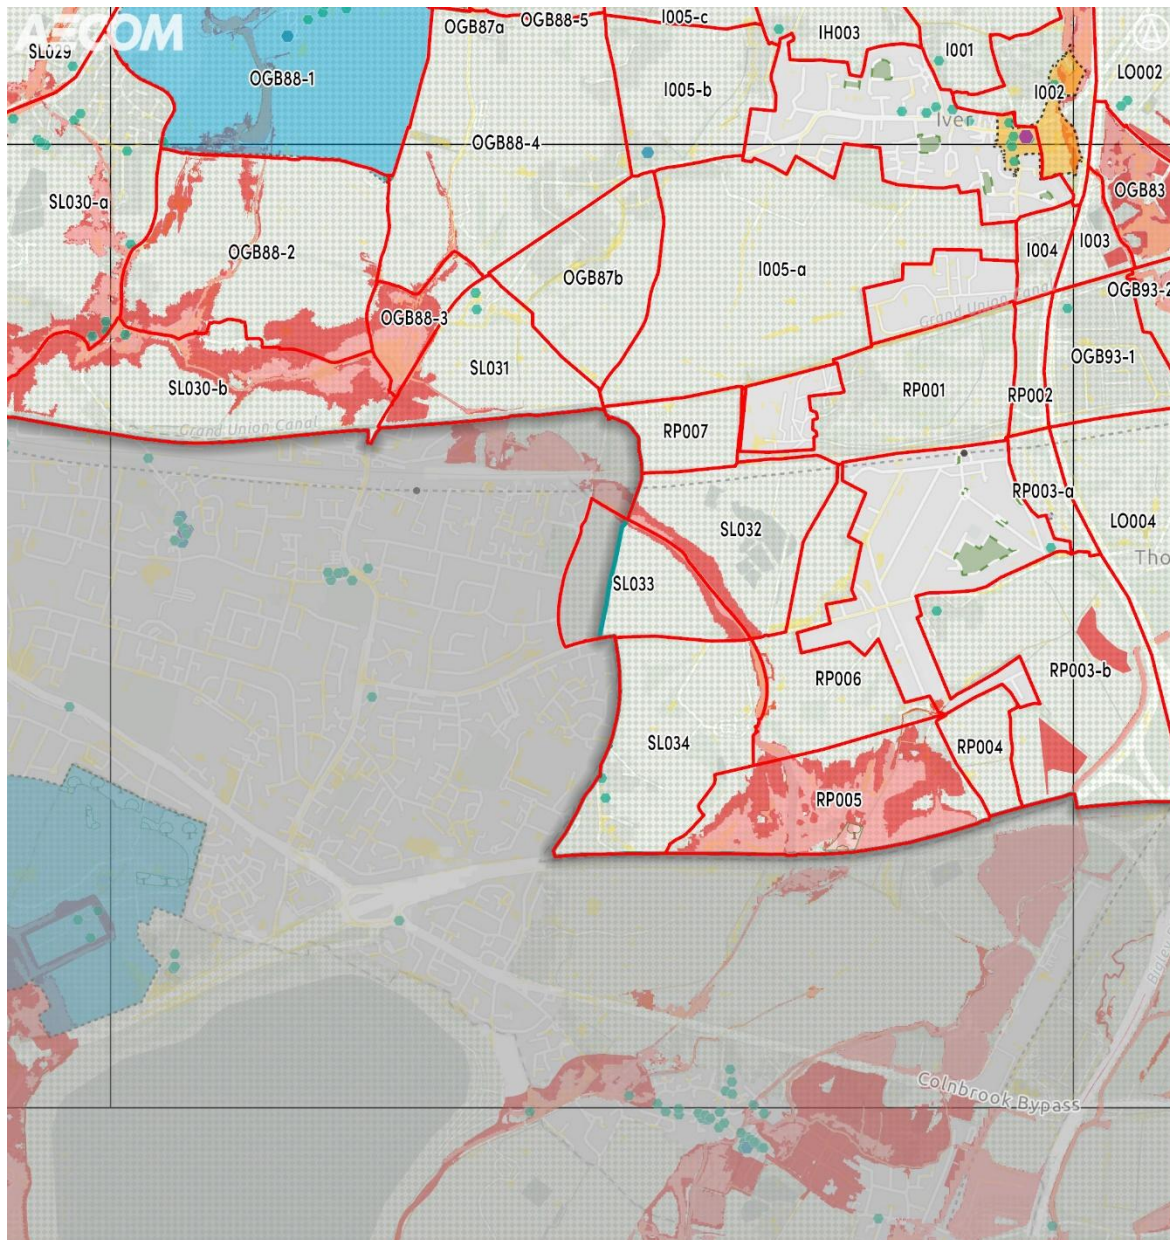 AECOM
OGB87a
OGB88-5
I005-c
IH003
I001
SL029
OGB88-1
I005-b
I002
LO002
Iver
OGB88-4
OGB83
SL030-a
OGB88-2
OGB87b
I005-a
I004
I003
OGB93-2
Grand Union Canal
OGB88-3
SL031
SL030-b
RP001
RP002
OGB93-1
Grand Union Canal
RP007
RP003-a
SL032
LO004
Tho
SL033
RP006
RP003-b
SL034
RP004
RP005
Colnbrook Bypass